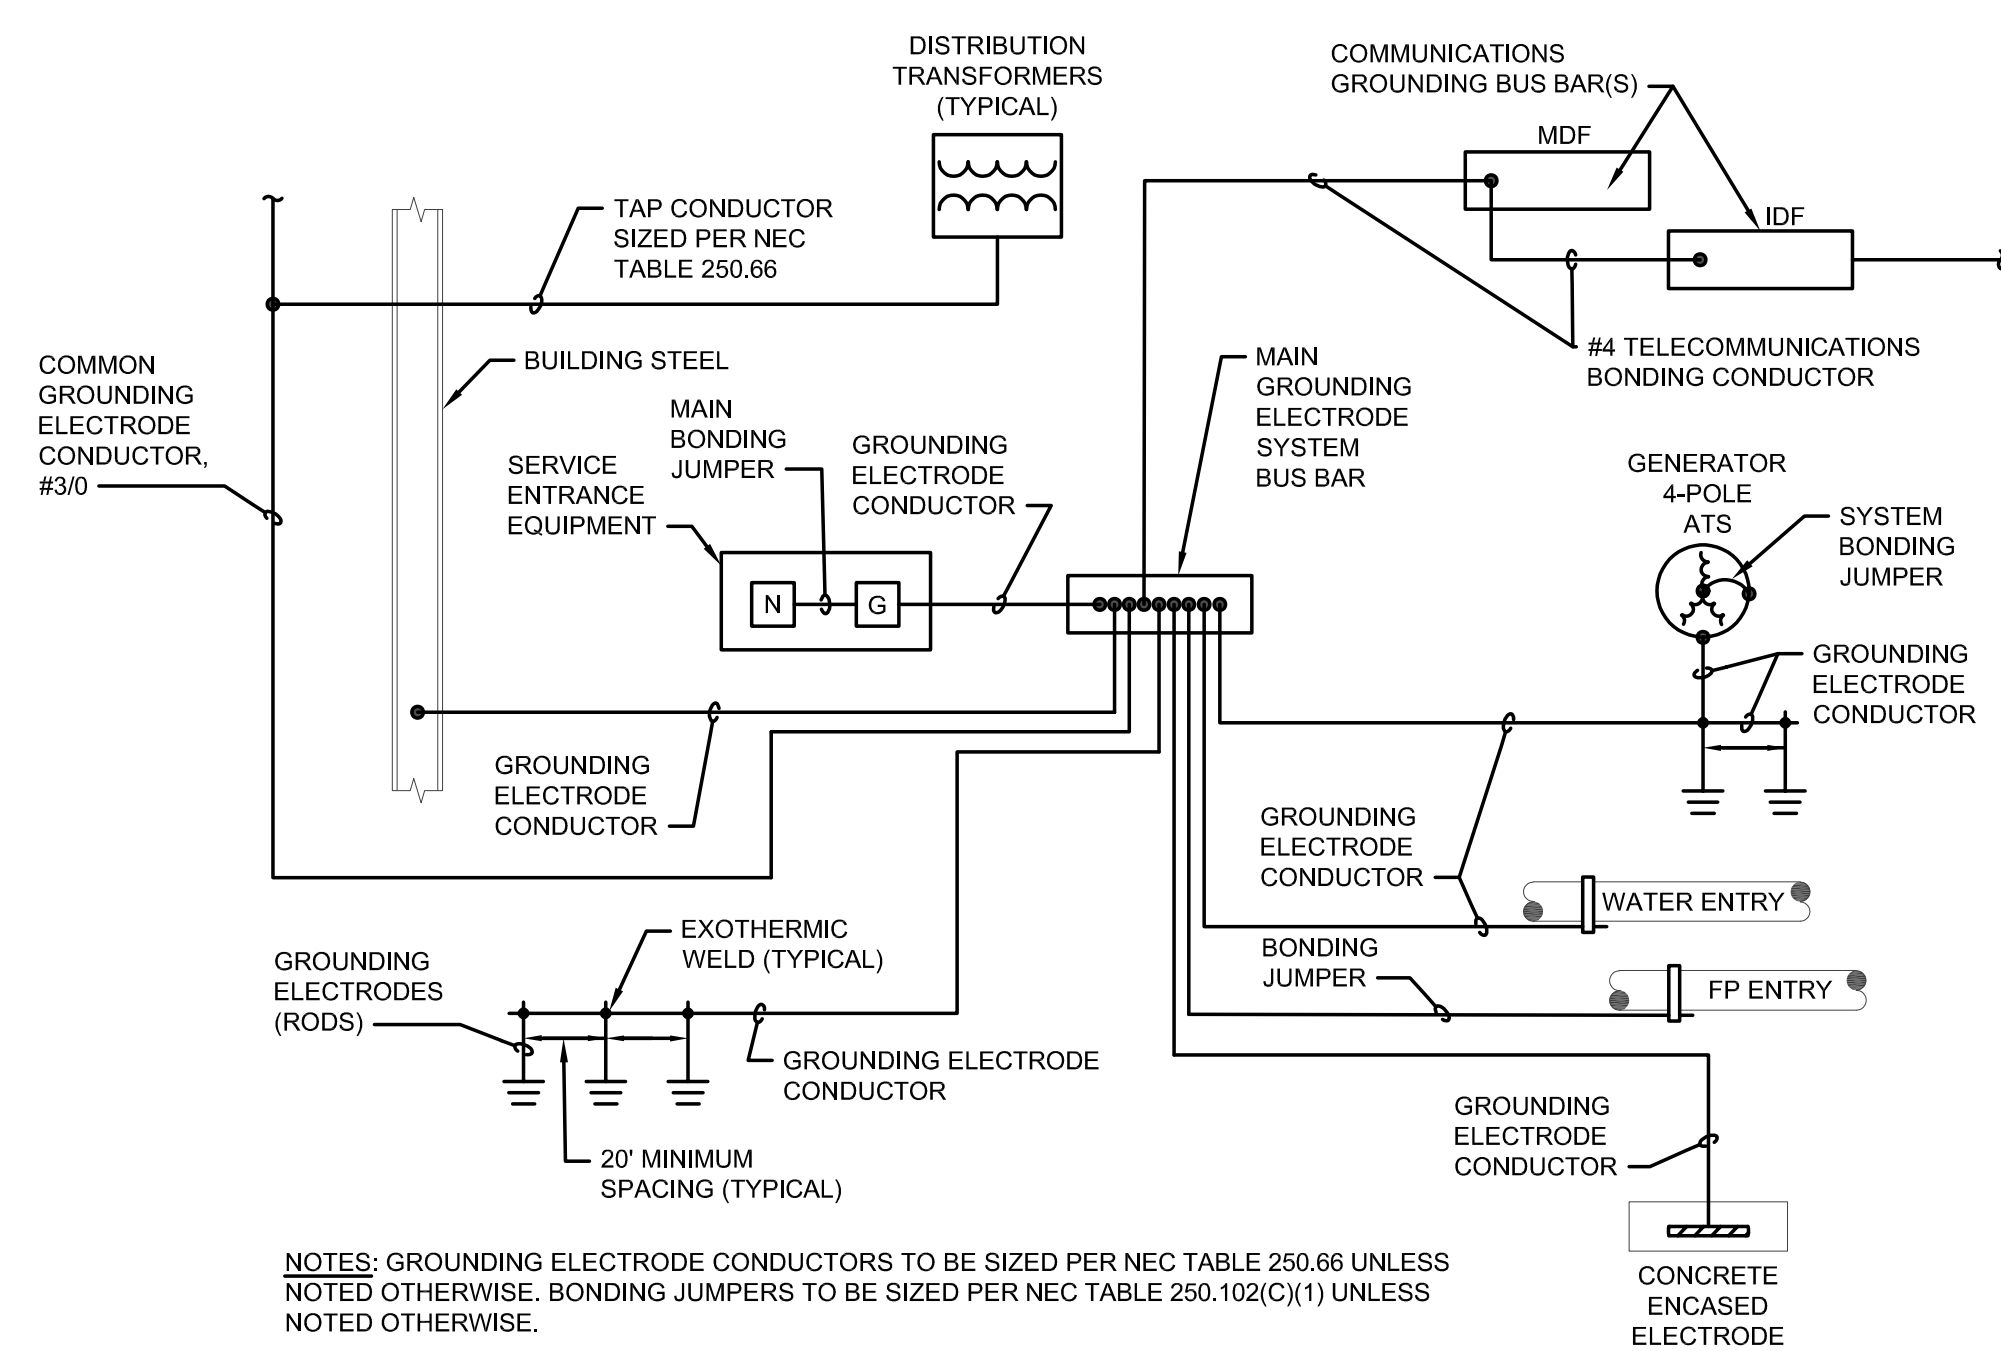 DISTRIBUTION
TRANSFORMERS
(TYPICAL)
COMMUNICATIONS
GROUNDING BUS BAR(S)
MDF
IDF
TAP CONDUCTOR
SIZED PER NEC
TABLE 250.66
#4 TELECOMMUNICATIONS
BONDING CONDUCTOR
COMMON
GROUNDING
ELECTRODE
CONDUCTOR,
#3/0
BUILDING STEEL
MAIN
BONDING
JUMPER
SERVICE
ENTRANCE
EQUIPMENT
GROUNDING
ELECTRODE
CONDUCTOR
MAIN
GROUNDING
ELECTRODE
SYSTEM
BUS BAR
N
G
GENERATOR
4-POLE
ATS
SYSTEM
BONDING
JUMPER
GROUNDING
ELECTRODE
CONDUCTOR
GROUNDING
ELECTRODE
CONDUCTOR
GROUNDING
ELECTRODE
CONDUCTOR
WATER ENTRY
BONDING
JUMPER
FP ENTRY
EXOTHERMIC
WELD (TYPICAL)
GROUNDING
ELECTRODES
(RODS)
GROUNDING ELECTRODE
CONDUCTOR
20' MINIMUM
SPACING (TYPICAL)
GROUNDING
ELECTRODE
CONDUCTOR
CONCRETE
ENCASED
ELECTRODE
NOTES: GROUNDING ELECTRODE CONDUCTORS TO BE SIZED PER NEC TABLE 250.66 UNLESS
NOTED OTHERWISE. BONDING JUMPERS TO BE SIZED PER NEC TABLE 250.102(C)(1) UNLESS
NOTED OTHERWISE.